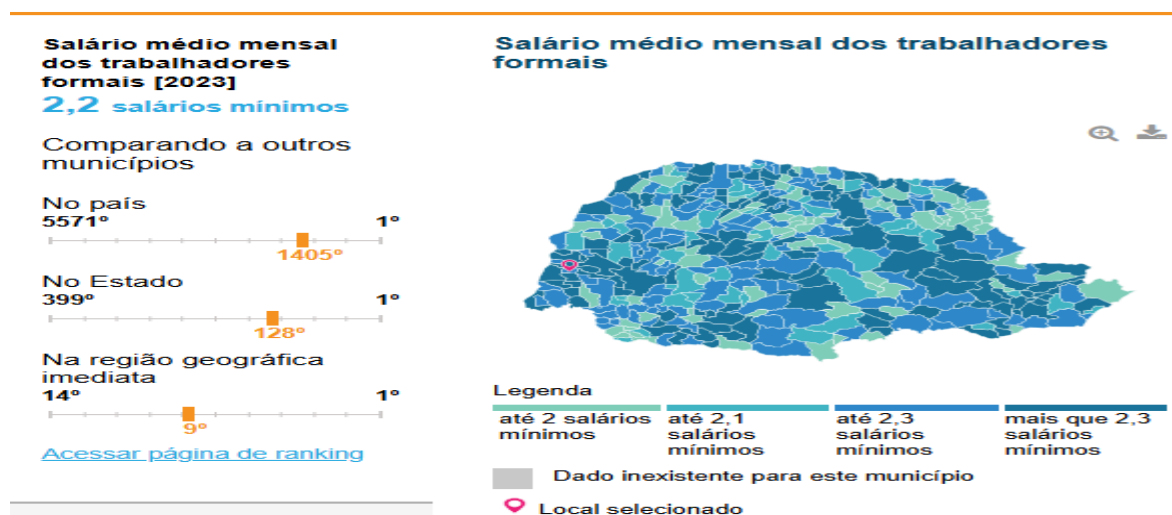 Salário médio mensal
dos trabalhadores
formais [2023]
2,2 salários mínimos
Comparando a outros
municípios
No país
5571º 1º
1405º
No Estado
399º 1º
128º
Na região geográfica
imediata
14º 1º
9º
Acessar página de ranking
Salário médio mensal dos trabalhadores
formais
Legenda
até 2 salários
mínimos
até 2,1
salários
mínimos
até 2,3
salários
mínimos
mais que 2,3
salários
mínimos
Dado inexistente para este município
Local selecionado